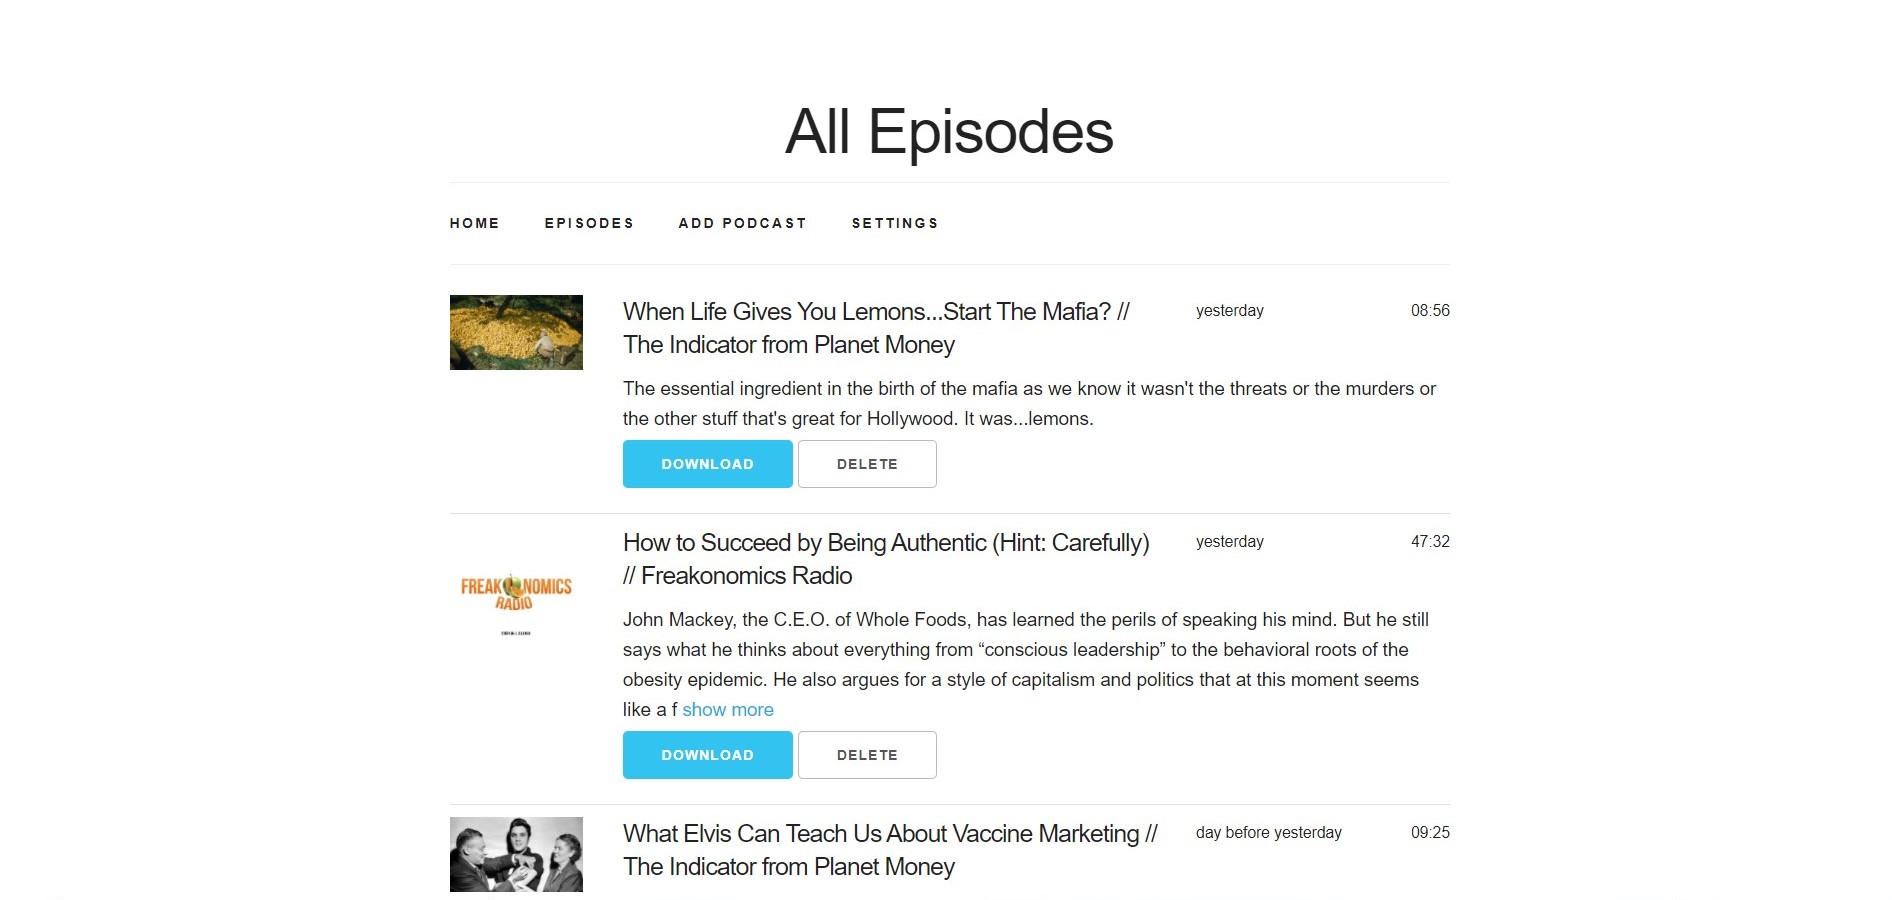 All Episodes
HOME EPISODES ADD PODCAST SETTINGS
When Life Gives You Lemons...Start The Mafia? // yesterday 08:56
The Indicator from Planet Money
The essential ingredient in the birth of the mafia as we know it wasn't the threats or the murders or
the other stuff that's great for Hollywood. It was...lemons.
DOWNLOAD DELETE
How to Succeed by Being Authentic (Hint: Carefully) yesterday 47:32
// Freakonomics Radio
FREAKONOMICS
RADIO
John Mackey, the C.E.O. of Whole Foods, has learned the perils of speaking his mind. But he still
says what he thinks about everything from “conscious leadership” to the behavioral roots of the
obesity epidemic. He also argues for a style of capitalism and politics that at this moment seems
like a f show more
DOWNLOAD DELETE
What Elvis Can Teach Us About Vaccine Marketing // day before yesterday 09:25
The Indicator from Planet Money